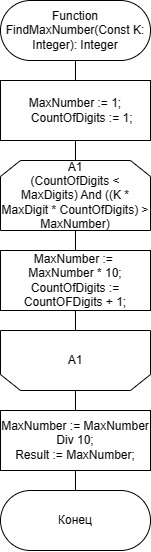 Function
FindMaxNumber(Const K:
Integer): Integer
MaxNumber := 1;
CountOfDigits := 1;
A1
(CountOfDigits <
MaxDigits) And ((K *
MaxDigit * CountOfDigits) >
MaxNumber)
MaxNumber :=
MaxNumber * 10;
CountOfDigits :=
CountOFDigits + 1;
A1
MaxNumber := MaxNumber
Div 10;
Result := MaxNumber;
Конец